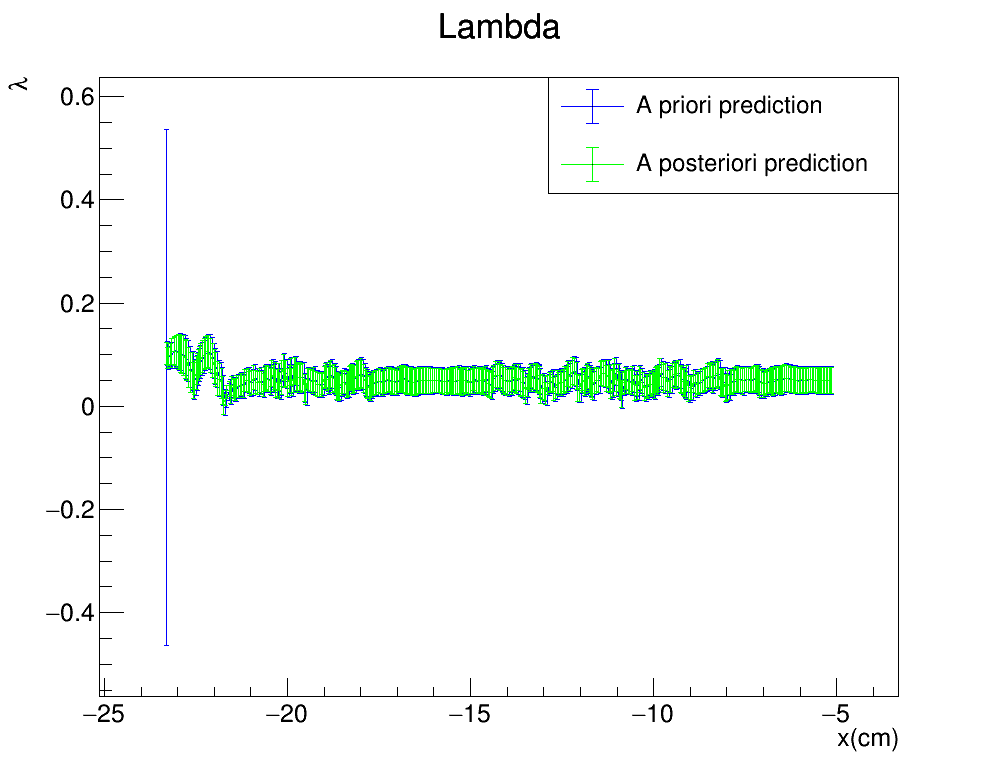 Lambda
λ
A priori prediction
A posteriori prediction
0.6
0.4
0.2
0
−0.2
−0.4
−25 −20 −15 −10 −5
x(cm)